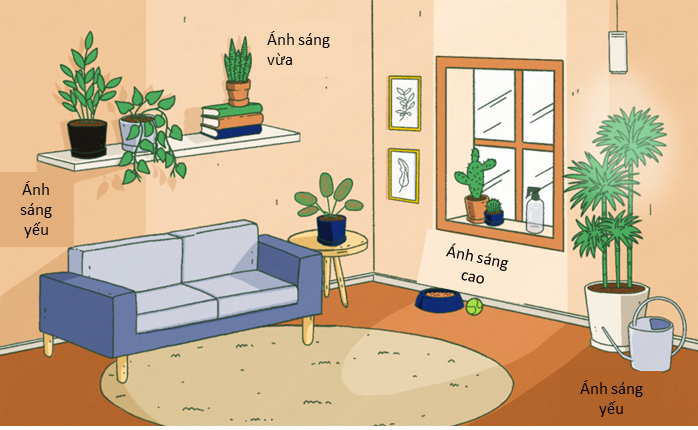 Ánh sáng
vừa
Ánh
sáng
yếu
Ánh sáng
cao
Ánh sáng
yếu